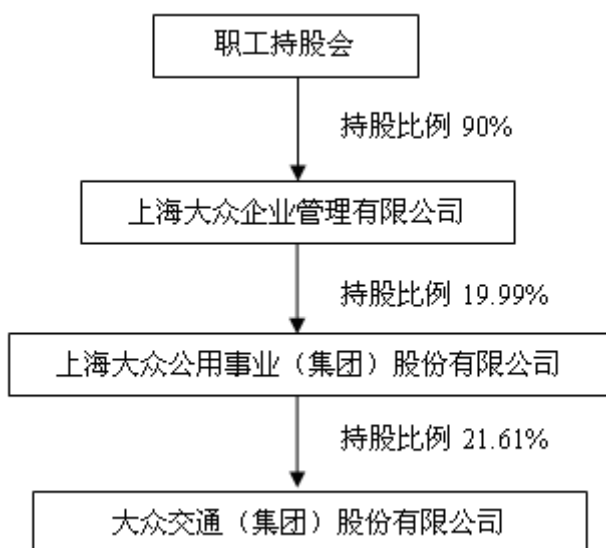 职工持股会
持股比例 90%
上海大众企业管理有限公司
持股比例 19.99%
上海大众公用事业（集团）股份有限公司
持股比例 21.61%
大众交通（集团）股份有限公司